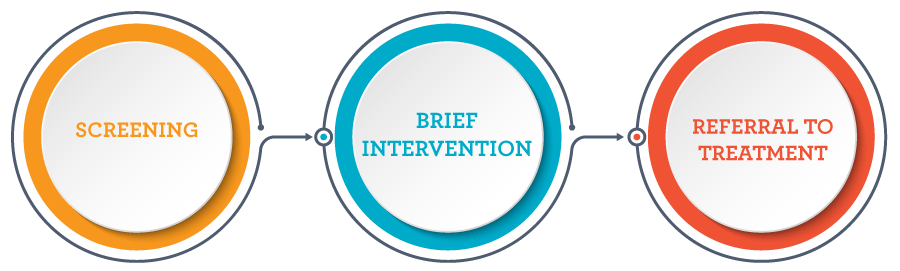 SCREENING
BRIEF
INTERVENTION
REFERRAL TO
TREATMENT